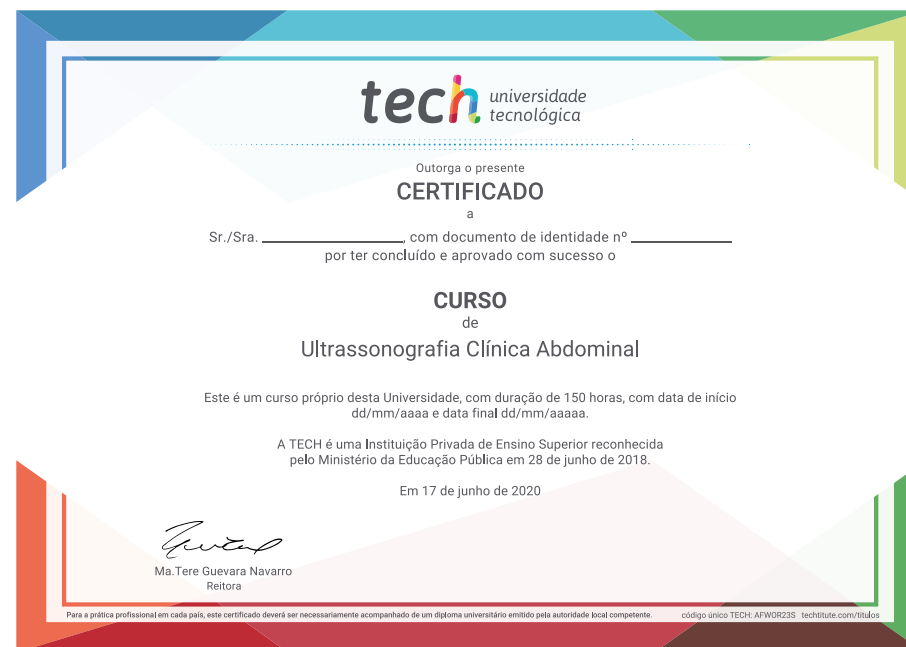 tech universidade
tecnológica
Outorga o presente
CERTIFICADO
a
Sr./Sra. ____________________, com documento de identidade nº ______________
por ter concluído e aprovado com sucesso o
CURSO
de
Ultrassonografia Clínica Abdominal
Este é um curso próprio desta Universidade, com duração de 150 horas, com data de início
dd/mm/aaaa e data final dd/mm/aaaaa.
A TECH é uma Instituição Privada de Ensino Superior reconhecida
pelo Ministério da Educação Pública em 28 de junho de 2018.
Em 17 de junho de 2020
Ma.Tere Guevara Navarro
Reitora
Para a prática profissional em cada país, este certificado deverá ser necessariamente acompanhado de um diploma universitário emitido pela autoridade local competente. código único TECH: AFWOR23S techtitute.com/titulos